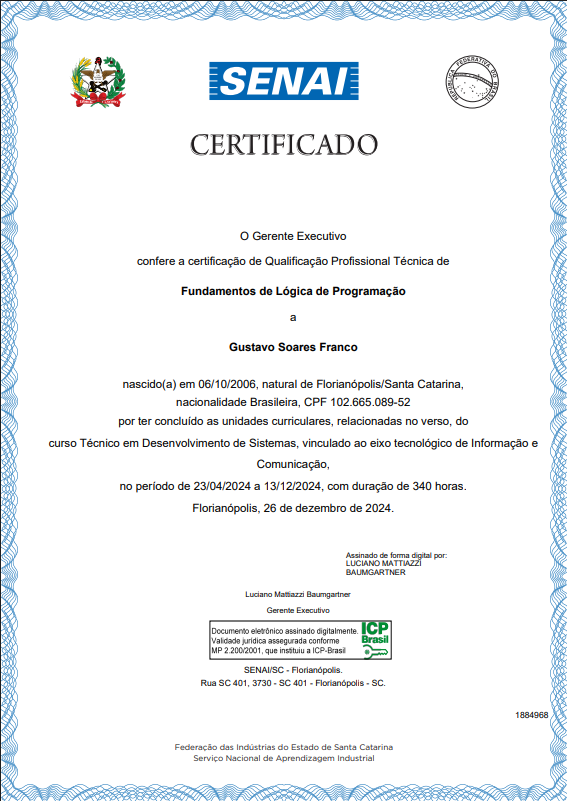 SENAI
REPÚBLICA FEDERATIVA DO BRASIL
CERTIFICADO
O Gerente Executivo
confere a certificação de Qualificação Profissional Técnica de
Fundamentos de Lógica de Programação
a
Gustavo Soares Franco
nascido(a) em 06/10/2006, natural de Florianópolis/Santa Catarina,
nacionalidade Brasileira, CPF 102.665.089-52
por ter concluído as unidades curriculares, relacionadas no verso, do
curso Técnico em Desenvolvimento de Sistemas, vinculado ao eixo tecnológico de Informação e
Comunicação,
no período de 23/04/2024 a 13/12/2024, com duração de 340 horas.
Florianópolis, 26 de dezembro de 2024.
Assinado de forma digital por:
LUCIANO MATTIAZZI
BAUMGARTNER
Luciano Mattiazzi Baumgartner
Gerente Executivo
Documento eletrônico assinado digitalmente.
Validade jurídica assegurada conforme
MP 2.200/2001, que instituiu a ICP-Brasil
ICP
Brasil
SENAI/SC - Florianópolis.
Rua SC 401, 3730 - SC 401 - Florianópolis - SC.
1884968
Federação das Indústrias do Estado de Santa Catarina
Serviço Nacional de Aprendizagem Industrial